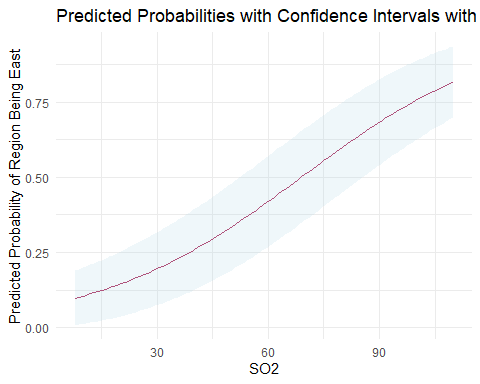 Predicted Probabilities with Confidence Intervals with
Predicted Probability of Region Being East
0.75
0.50
0.25
0.00
30 60 90
SO2